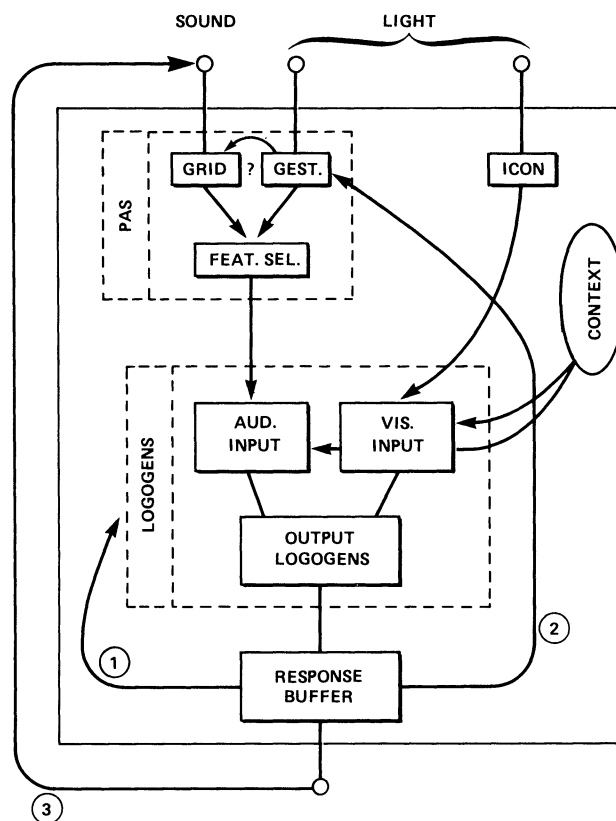 SOUND
LIGHT
GRID
?
GEST.
ICON
PAS
FEAT. SEL.
CONTEXT
AUD.
INPUT
VIS.
INPUT
LOGOGENS
OUTPUT
LOGOGENS
2
1
RESPONSE
BUFFER
3